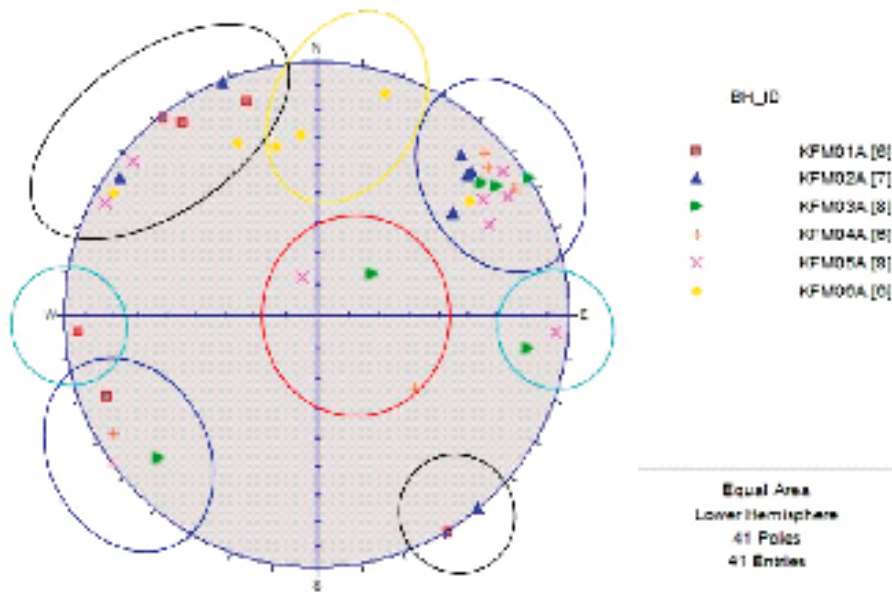 N
W
E
S
BH_ID
KFM01A [6]
KFM02A [7]
KFM03A [8]
KFM04A [6]
KFM05A [8]
KFM06A [6]
Equal Area
Lower Hemisphere
41 Poles
41 Entries